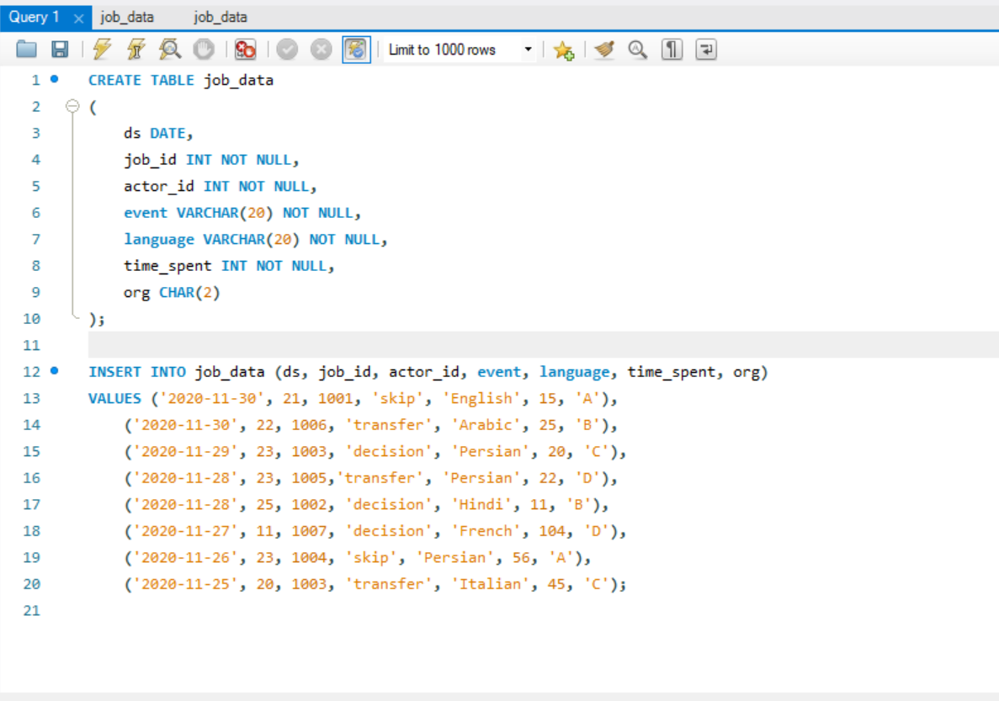 Query 1 job_data job_data
Limit to 1000 rows
1 CREATE TABLE job_data
2 (
3 ds DATE,
4 job_id INT NOT NULL,
5 actor_id INT NOT NULL,
6 event VARCHAR(20) NOT NULL,
7 language VARCHAR(20) NOT NULL,
8 time_spent INT NOT NULL,
9 org CHAR(2)
10 );
11
12 INSERT INTO job_data (ds, job_id, actor_id, event, language, time_spent, org)
13 VALUES ('2020-11-30', 21, 1001, 'skip', 'English', 15, 'A'),
14 ('2020-11-30', 22, 1006, 'transfer', 'Arabic', 25, 'B'),
15 ('2020-11-29', 23, 1003, 'decision', 'Persian', 20, 'C'),
16 ('2020-11-28', 23, 1005,'transfer', 'Persian', 22, 'D'),
17 ('2020-11-28', 25, 1002, 'decision', 'Hindi', 11, 'B'),
18 ('2020-11-27', 11, 1007, 'decision', 'French', 104, 'D'),
19 ('2020-11-26', 23, 1004, 'skip', 'Persian', 56, 'A'),
20 ('2020-11-25', 20, 1003, 'transfer', 'Italian', 45, 'C');
21